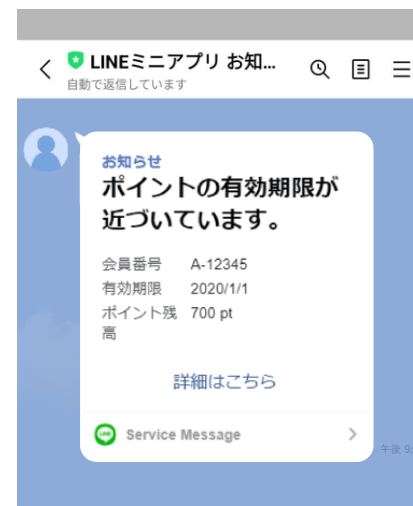 LINEミニアプリ お知...
自動で返信しています
お知らせ
ポイントの有効期限が
近づいています。
会員番号 A-12345
有効期限 2020/1/1
ポイント残 700 pt
高
詳細はこちら
Service Message
午後 9: